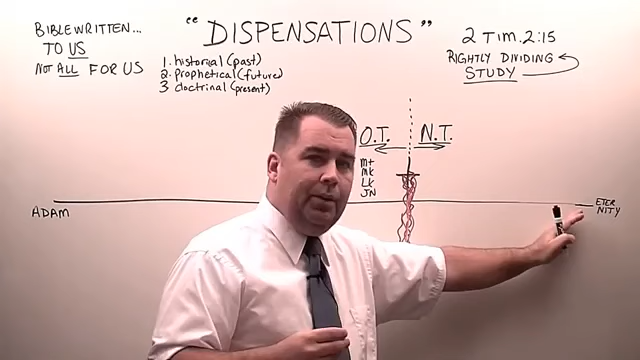 BIBLE WRITTEN...
TO US
NOT ALL FOR US
"DISPENSATIONS"
1. historial (past)
2. prophetical (future)
3 doctrinal (present)
2 TIM. 2:15
RIGHTLY DIVIDING
STUDY
O.T. N.T.
mt
mk
Lk
JN
ADAM
ETER
NITY